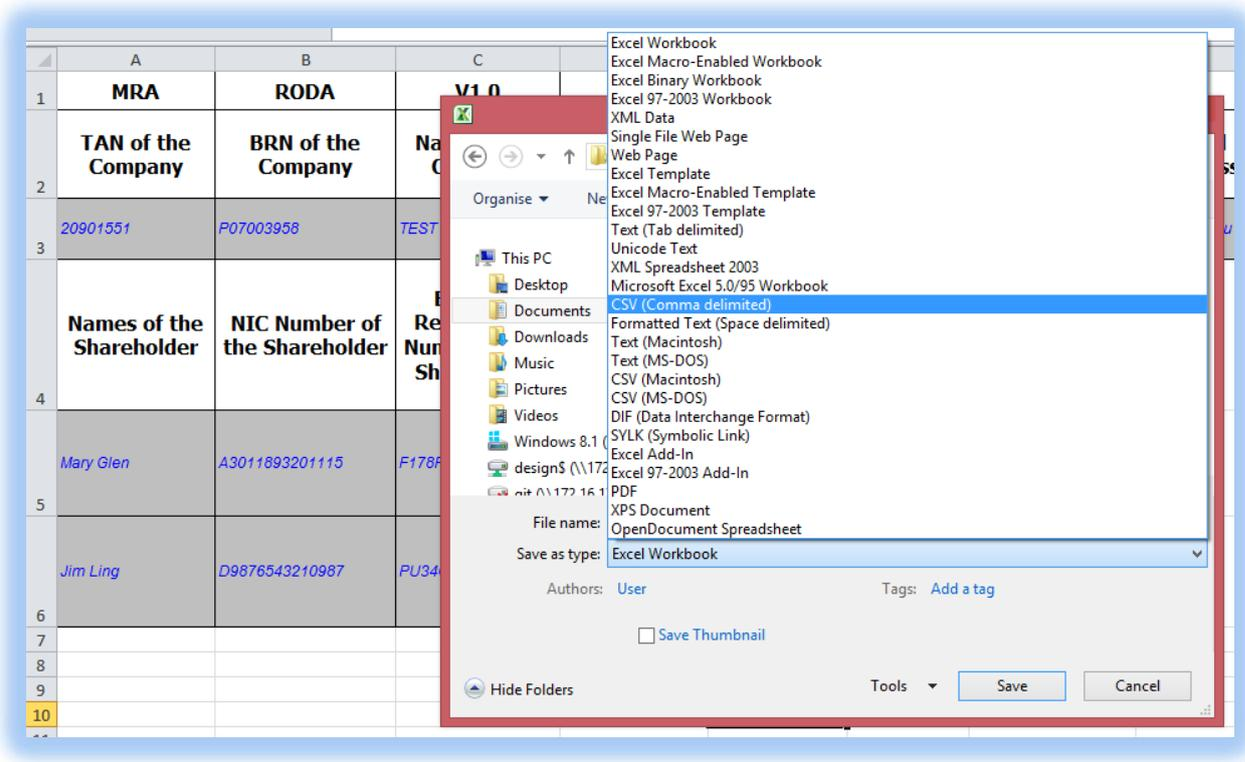 A B C
1 MRA RODA V1.0
2 TAN of the
Company BRN of the
Company
3 20901551 P07003958 TEST
4 Names of the
Shareholder NIC Number of
the Shareholder
5 Mary Glen A3011893201115
6 Jim Ling D9876543210987
7
8
9
10
Organise
This PC
Desktop
Documents
Downloads
Music
Pictures
Videos
Windows 8.1
design$
File name:
Save as type: Excel Workbook
Excel Workbook
Excel Macro-Enabled Workbook
Excel Binary Workbook
Excel 97-2003 Workbook
XML Data
Single File Web Page
Web Page
Excel Template
Excel Macro-Enabled Template
Excel 97-2003 Template
Text (Tab delimited)
Unicode Text
XML Spreadsheet 2003
Microsoft Excel 5.0/95 Workbook
CSV (Comma delimited)
Formatted Text (Space delimited)
Text (Macintosh)
Text (MS-DOS)
CSV (Macintosh)
CSV (MS-DOS)
DIF (Data Interchange Format)
SYLK (Symbolic Link)
Excel Add-In
Excel 97-2003 Add-In
PDF
XPS Document
OpenDocument Spreadsheet
Authors: User Tags: Add a tag
Save Thumbnail
Hide Folders Tools Save Cancel